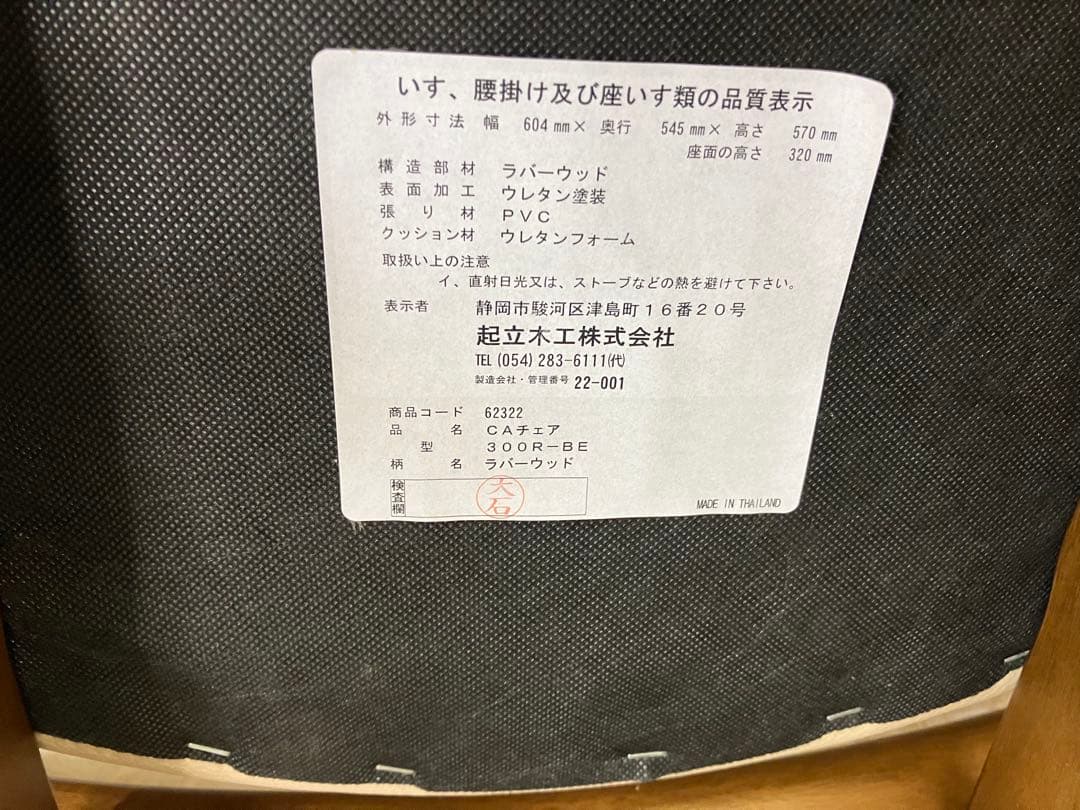 いす、腰掛け及び座いす類の品質表示
外形寸法 幅 604㎜× 奥行 545㎜× 高さ 570㎜
座面の高さ 320㎜
構造部材 ラバーウッド
表面加工 ウレタン塗装
張り材 PVC
クッション材 ウレタンフォーム
取扱い上の注意
イ、直射日光又は、ストーブなどの熱を避けて下さい。
表示者 静岡市駿河区津島町16番20号
起立木工株式会社
TEL (054) 283-6111(代)
製造会社・管理番号 22-001
商品コード 62322
品名 CAチェア
型 300R-BE
柄名 ラバーウッド
検査欄 大石
MADE IN THAILAND